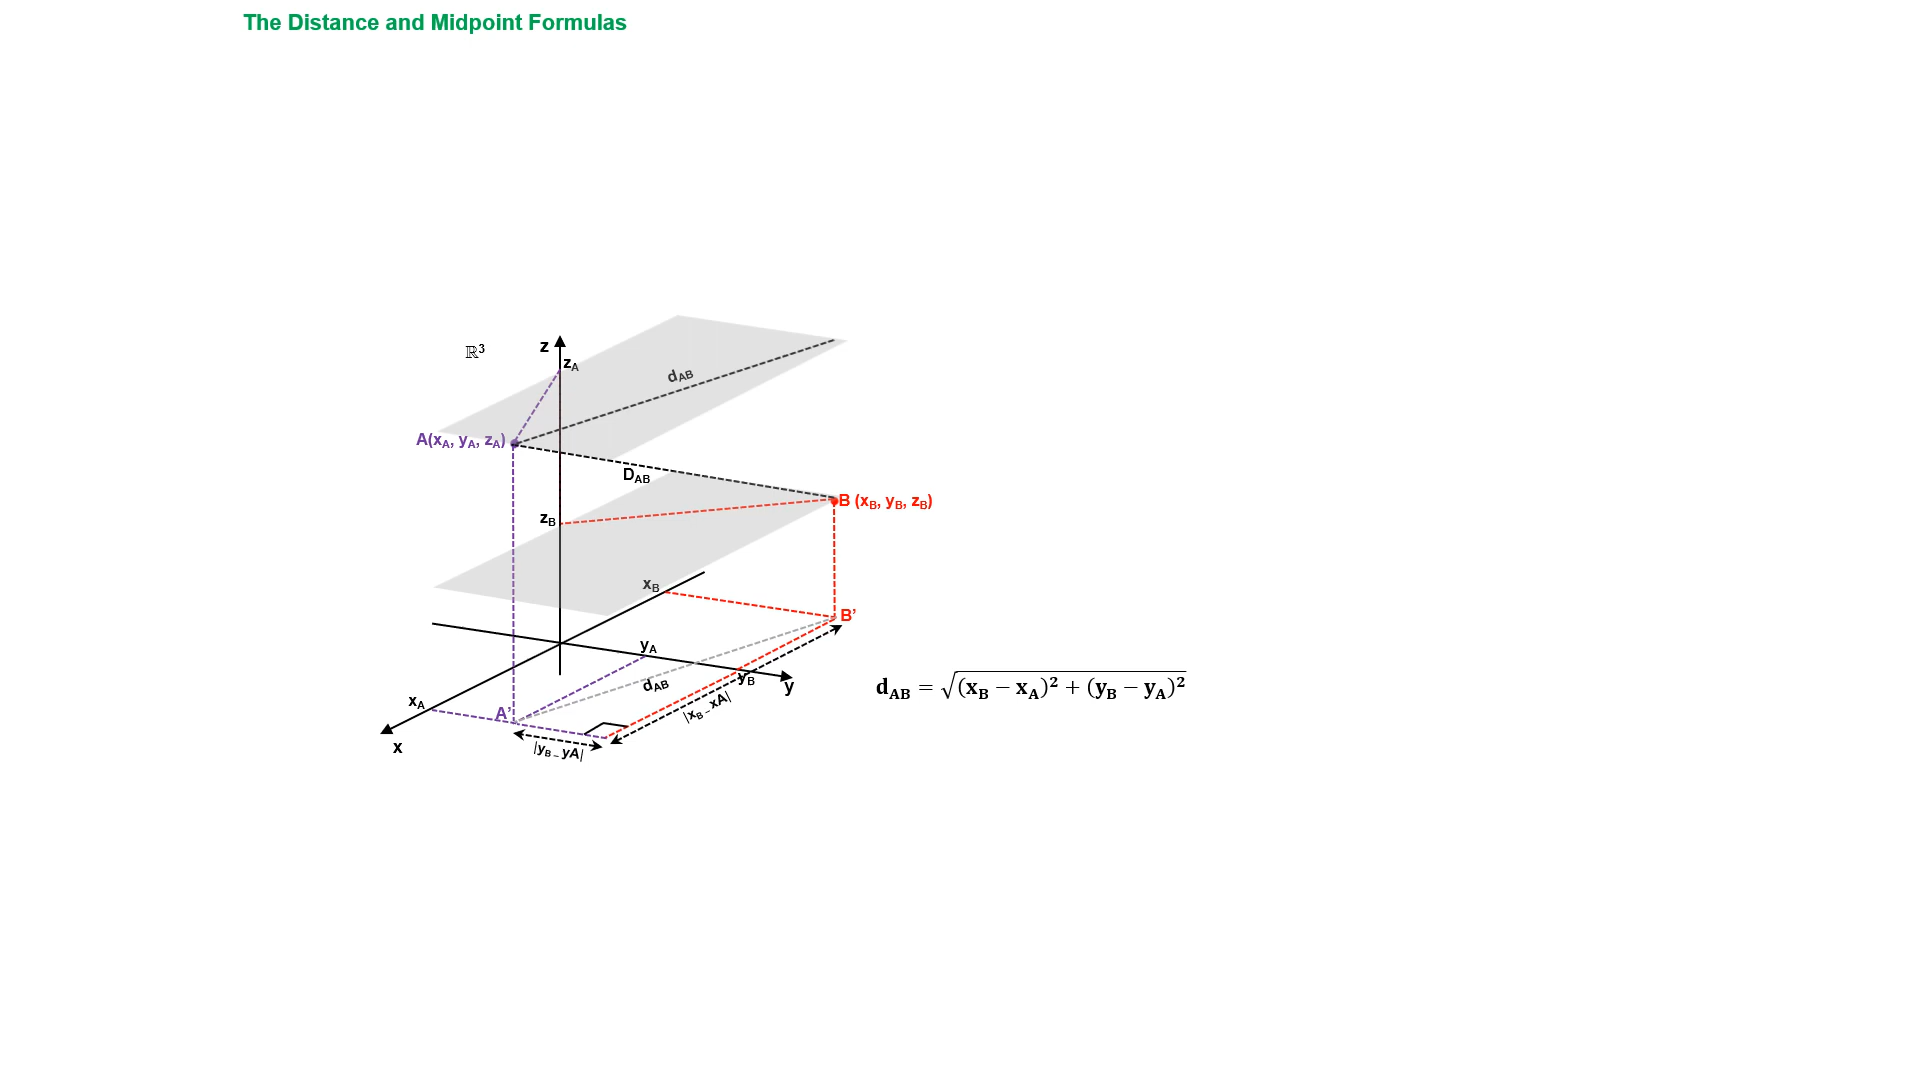 The Distance and Midpoint Formulas
ℝ³
z
z_A
d_AB
A(x_A, y_A, z_A)
D_AB
B (x_B, y_B, z_B)
z_B
x_B
B’
y_A
y_B
d_AB
y
d_AB = √((x_B − x_A)² + (y_B − y_A)²)
x_A
A’
|x_B – xA|
x
|y_B – yA|